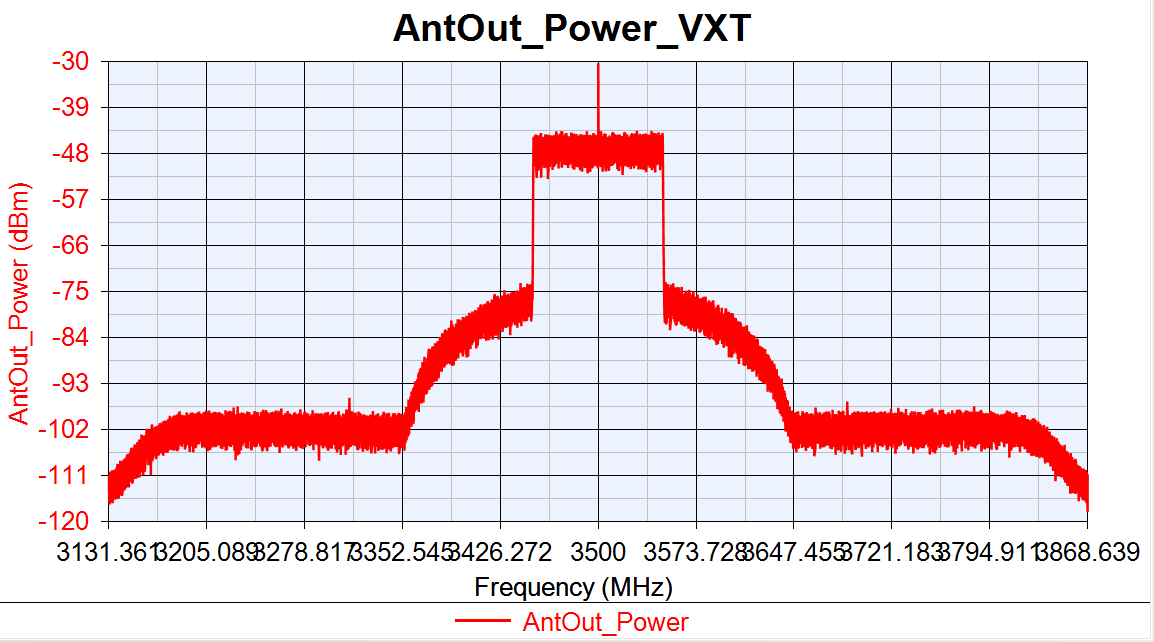 AntOut_Power_VXT
-30
-39
-48
-57
-66
-75
-84
-93
-102
-111
-120
AntOut_Power (dBm)
3131.361 3205.089 3278.817 3352.545 3426.272 3500 3573.728 3647.455 3721.183 3794.911 3868.639
Frequency (MHz)
AntOut_Power